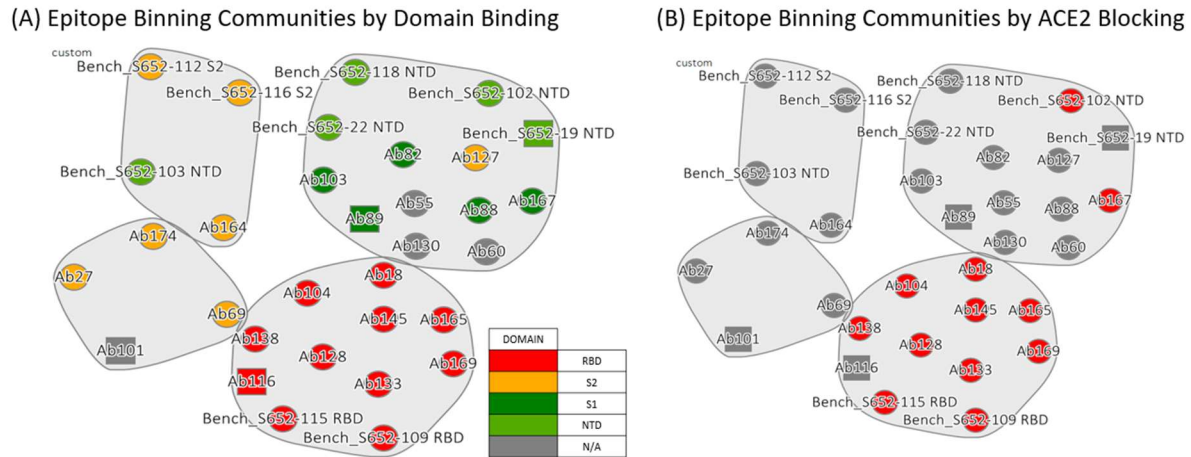 (A) Epitope Binning Communities by Domain Binding
custom
Bench_S652-112 S2
Bench_S652-116 S2
Bench_S652-103 NTD
Ab164
Bench_S652-118 NTD
Bench_S652-102 NTD
Bench_S652-22 NTD
Bench_S652-19 NTD
Ab82
Ab127
Ab103
Ab55
Ab88
Ab167
Ab89
Ab130
Ab60
Ab174
Ab27
Ab69
Ab101
Ab18
Ab104
Ab145
Ab165
Ab138
Ab128
Ab169
Ab116
Ab133
Bench_S652-115 RBD
Bench_S652-109 RBD
DOMAIN
RBD
S2
S1
NTD
N/A
(B) Epitope Binning Communities by ACE2 Blocking
custom
Bench_S652-112 S2
Bench_S652-116 S2
Bench_S652-103 NTD
Ab164
Bench_S652-118 NTD
Bench_S652-102 NTD
Bench_S652-22 NTD
Bench_S652-19 NTD
Ab82
Ab127
Ab103
Ab55
Ab88
Ab167
Ab89
Ab130
Ab60
Ab174
Ab27
Ab69
Ab101
Ab18
Ab104
Ab145
Ab165
Ab138
Ab128
Ab169
Ab116
Ab133
Bench_S652-115 RBD
Bench_S652-109 RBD